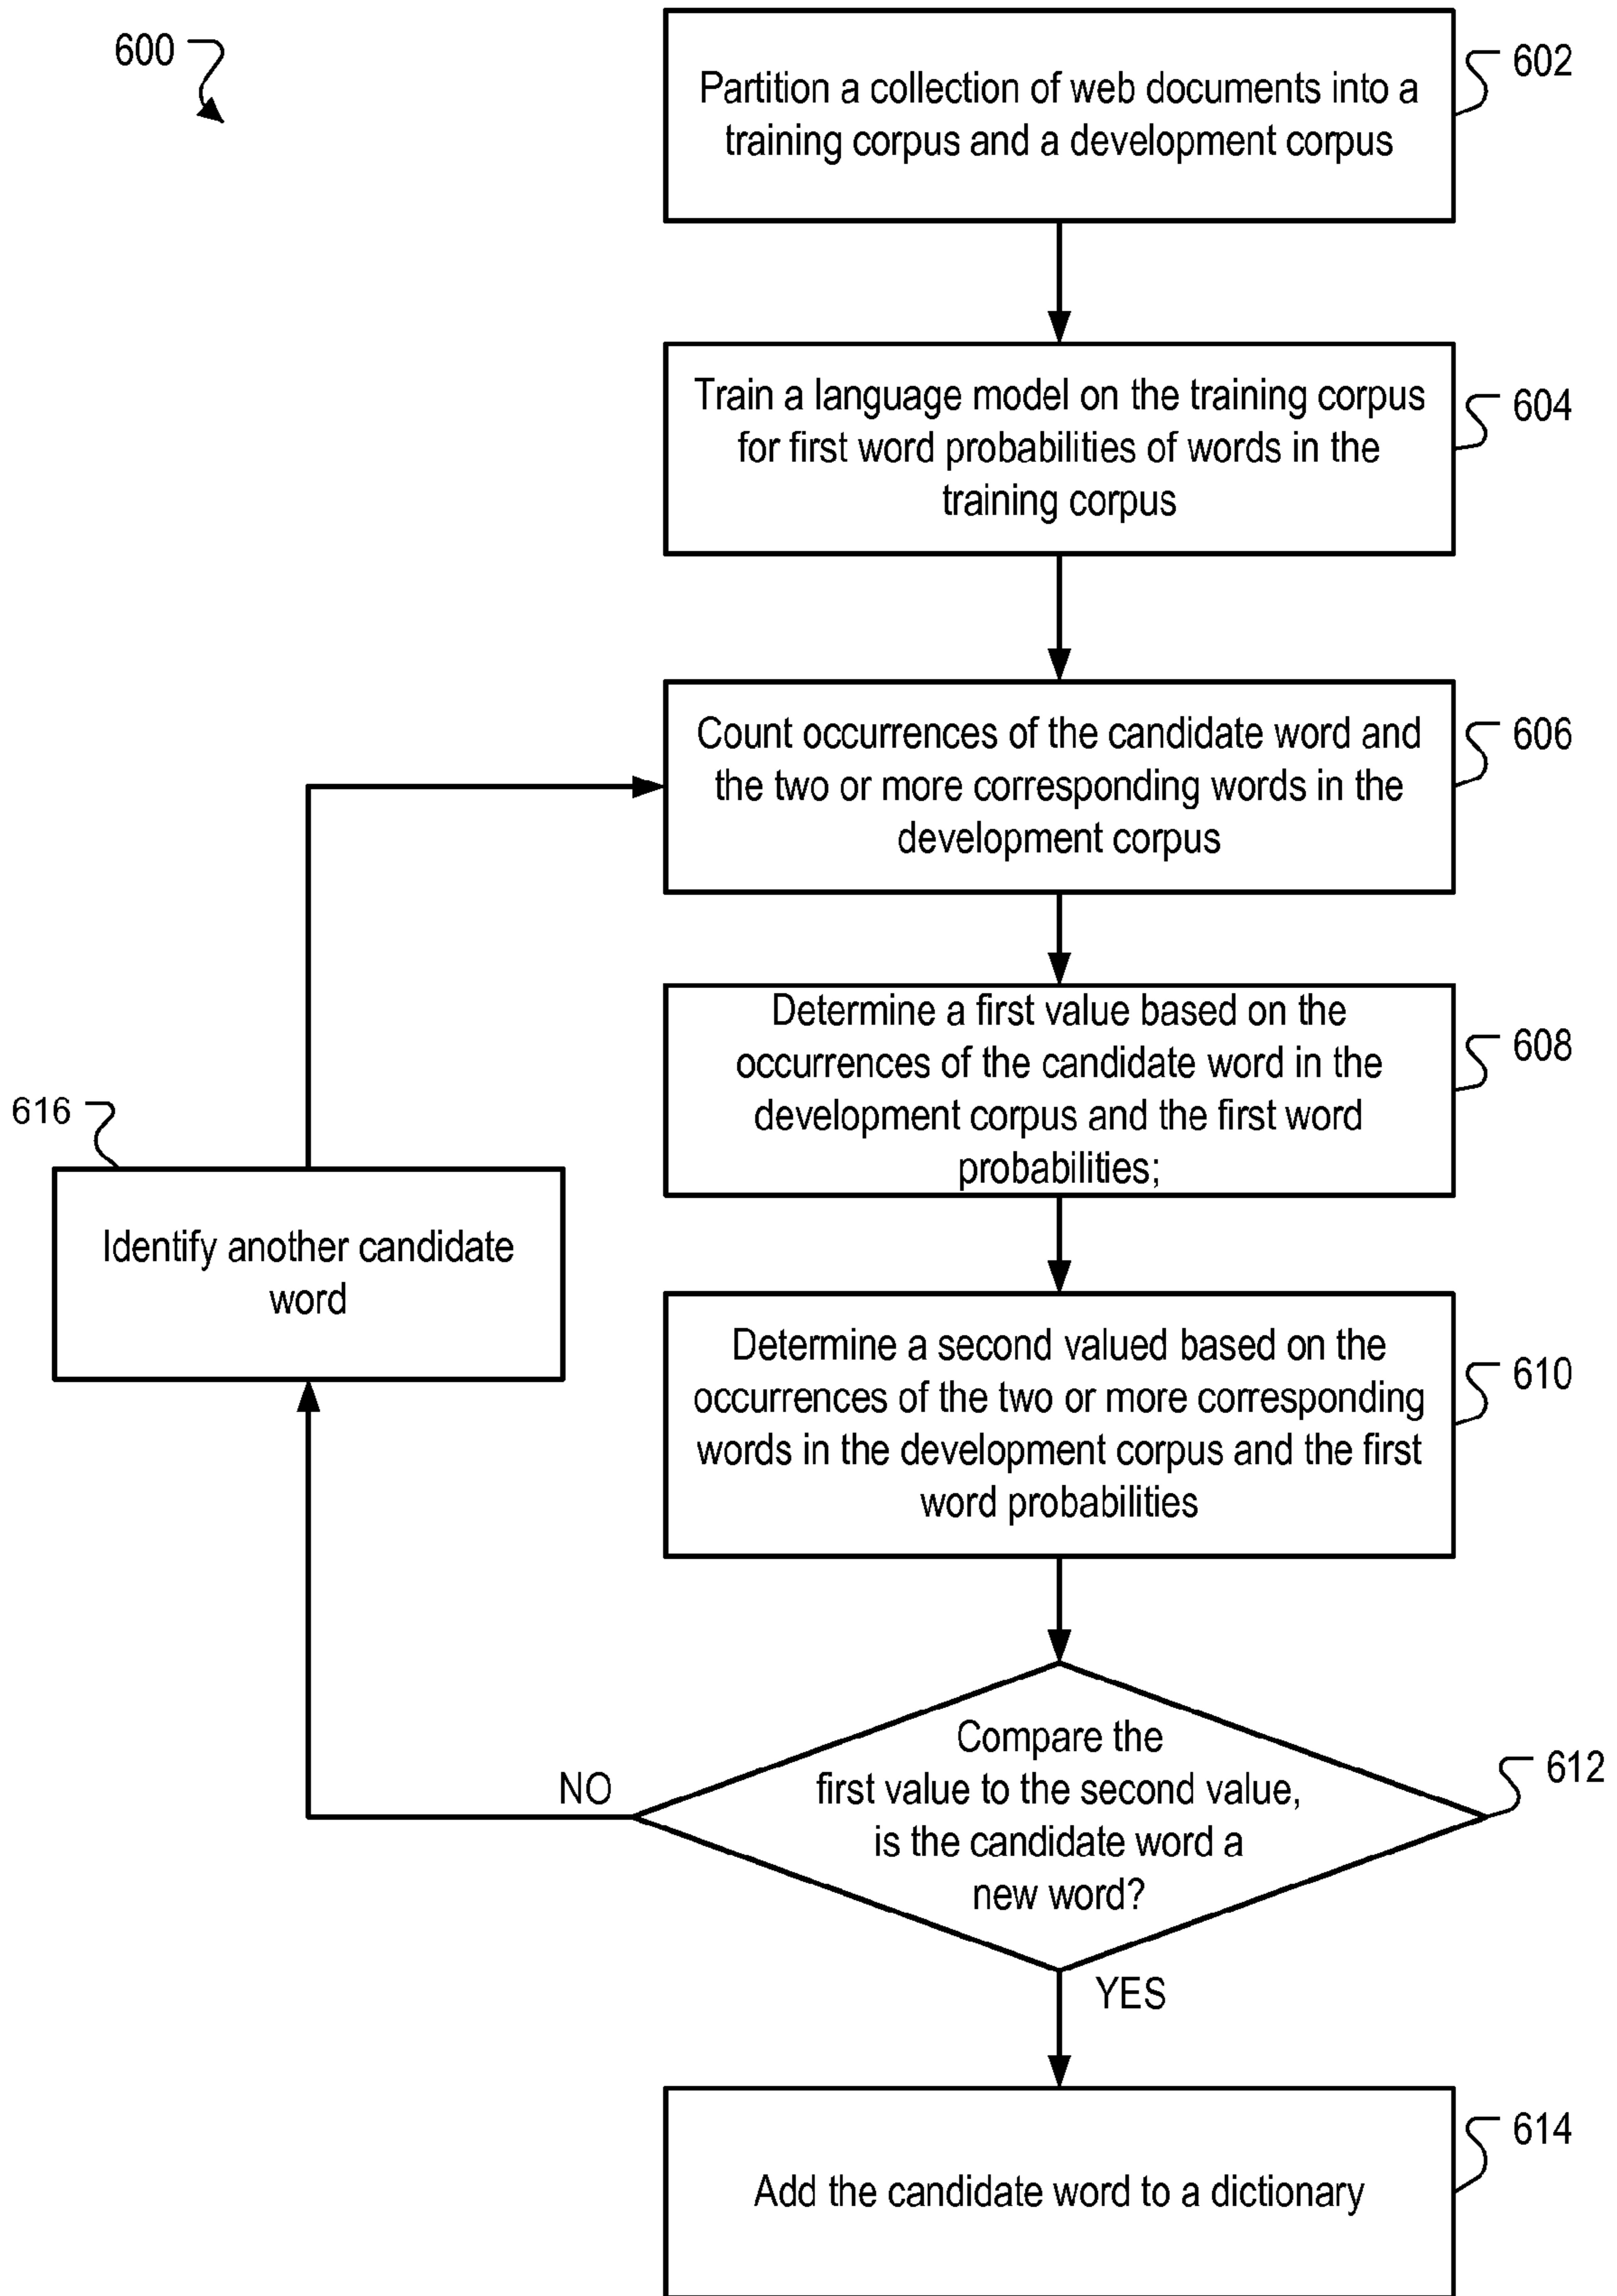 600
Partition a collection of web documents into a
training corpus and a development corpus
602
Train a language model on the training corpus
for first word probabilities of words in the
training corpus
604
Count occurrences of the candidate word and
the two or more corresponding words in the
development corpus
606
Determine a first value based on the
occurrences of the candidate word in the
development corpus and the first word
probabilities;
608
616
Identify another candidate
word
Determine a second valued based on the
occurrences of the two or more corresponding
words in the development corpus and the first
word probabilities
610
Compare the
first value to the second value,
is the candidate word a
new word?
612
NO
YES
Add the candidate word to a dictionary
614